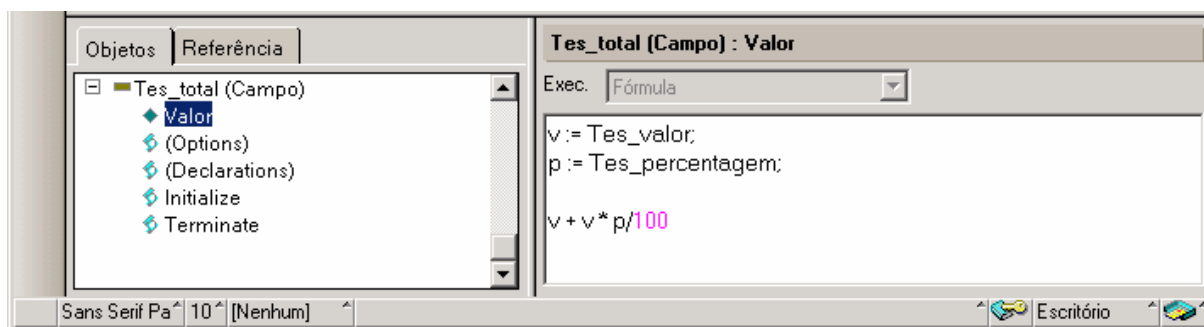 Objetos Referência
Tes_total (Campo)
Valor
(Options)
(Declarations)
Initialize
Terminate
Tes_total (Campo) : Valor
Exec. Fórmula
v := Tes_valor;
p := Tes_percentagem;
v + v * p/100
Sans Serif Pa 10 [Nenhum] Escritório